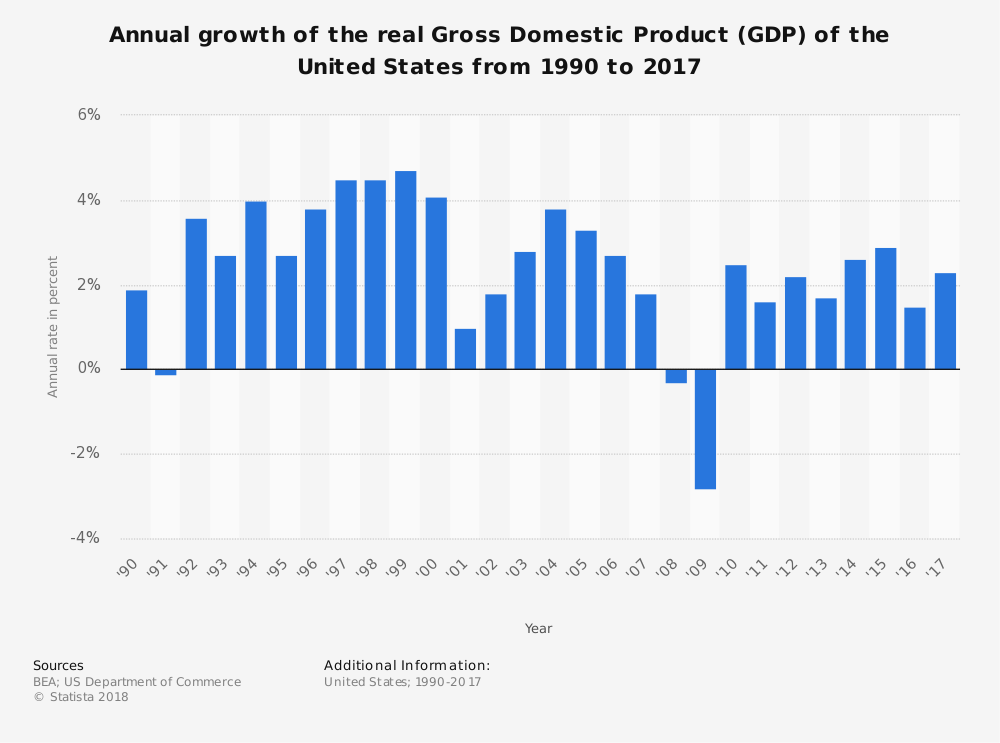 Annual growth of the real Gross Domestic Product (GDP) of the
United States from 1990 to 2017
6%
4%
2%
0%
-2%
-4%
Annual rate in percent
'90 '91 '92 '93 '94 '95 '96 '97 '98 '99 '00 '01 '02 '03 '04 '05 '06 '07 '08 '09 '10 '11 '12 '13 '14 '15 '16 '17
Year
Sources
BEA; US Department of Commerce
© Statista 2018
Additional Information:
United States; 1990-2017